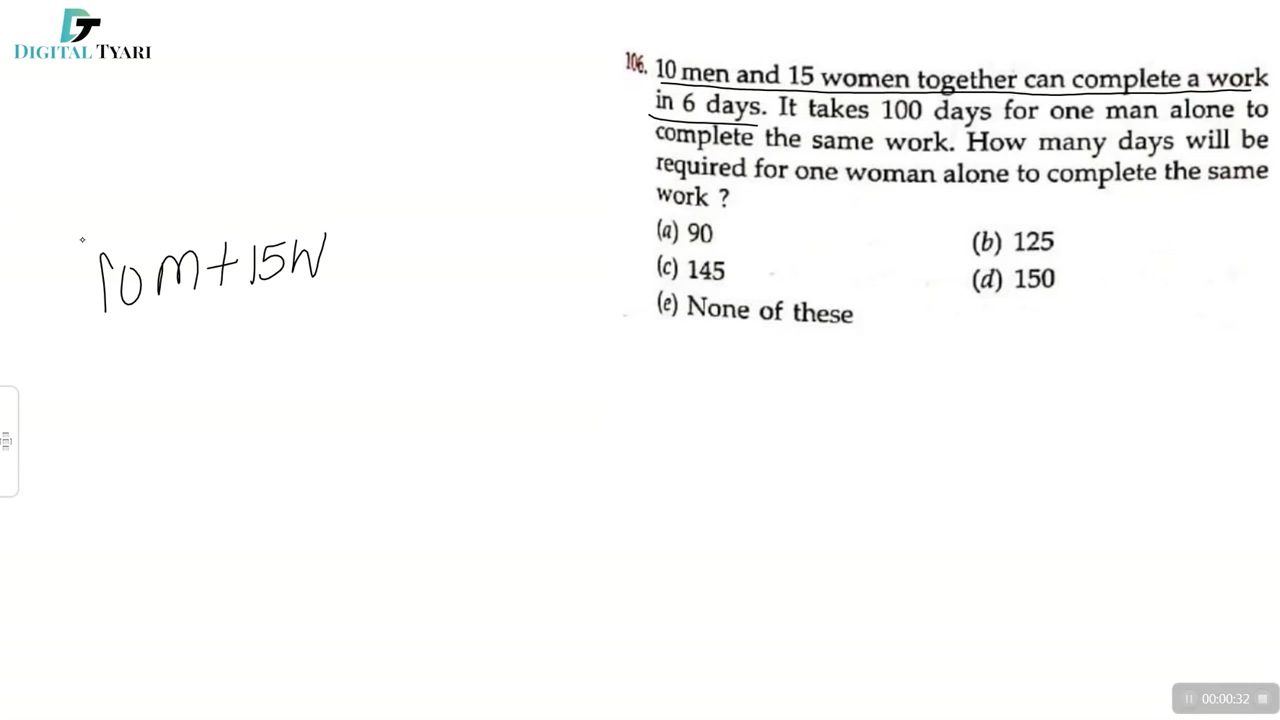 DIGITAL TYARI
106. 10 men and 15 women together can complete a work
in 6 days. It takes 100 days for one man alone to
complete the same work. How many days will be
required for one woman alone to complete the same
work ?
(a) 90
(b) 125
(c) 145
(d) 150
(e) None of these
10 m + 15 W
00:00:32